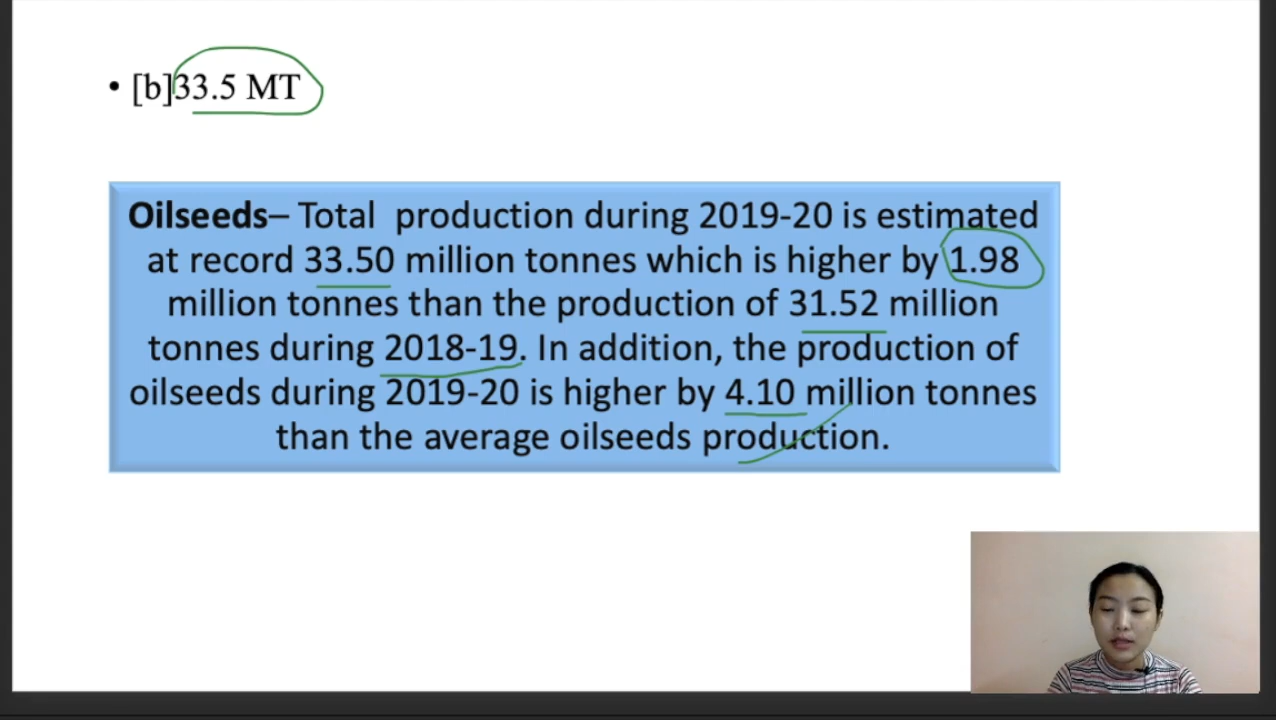 • [b]33.5 MT
Oilseeds– Total production during 2019-20 is estimated
at record 33.50 million tonnes which is higher by 1.98
million tonnes than the production of 31.52 million
tonnes during 2018-19. In addition, the production of
oilseeds during 2019-20 is higher by 4.10 million tonnes
than the average oilseeds production.